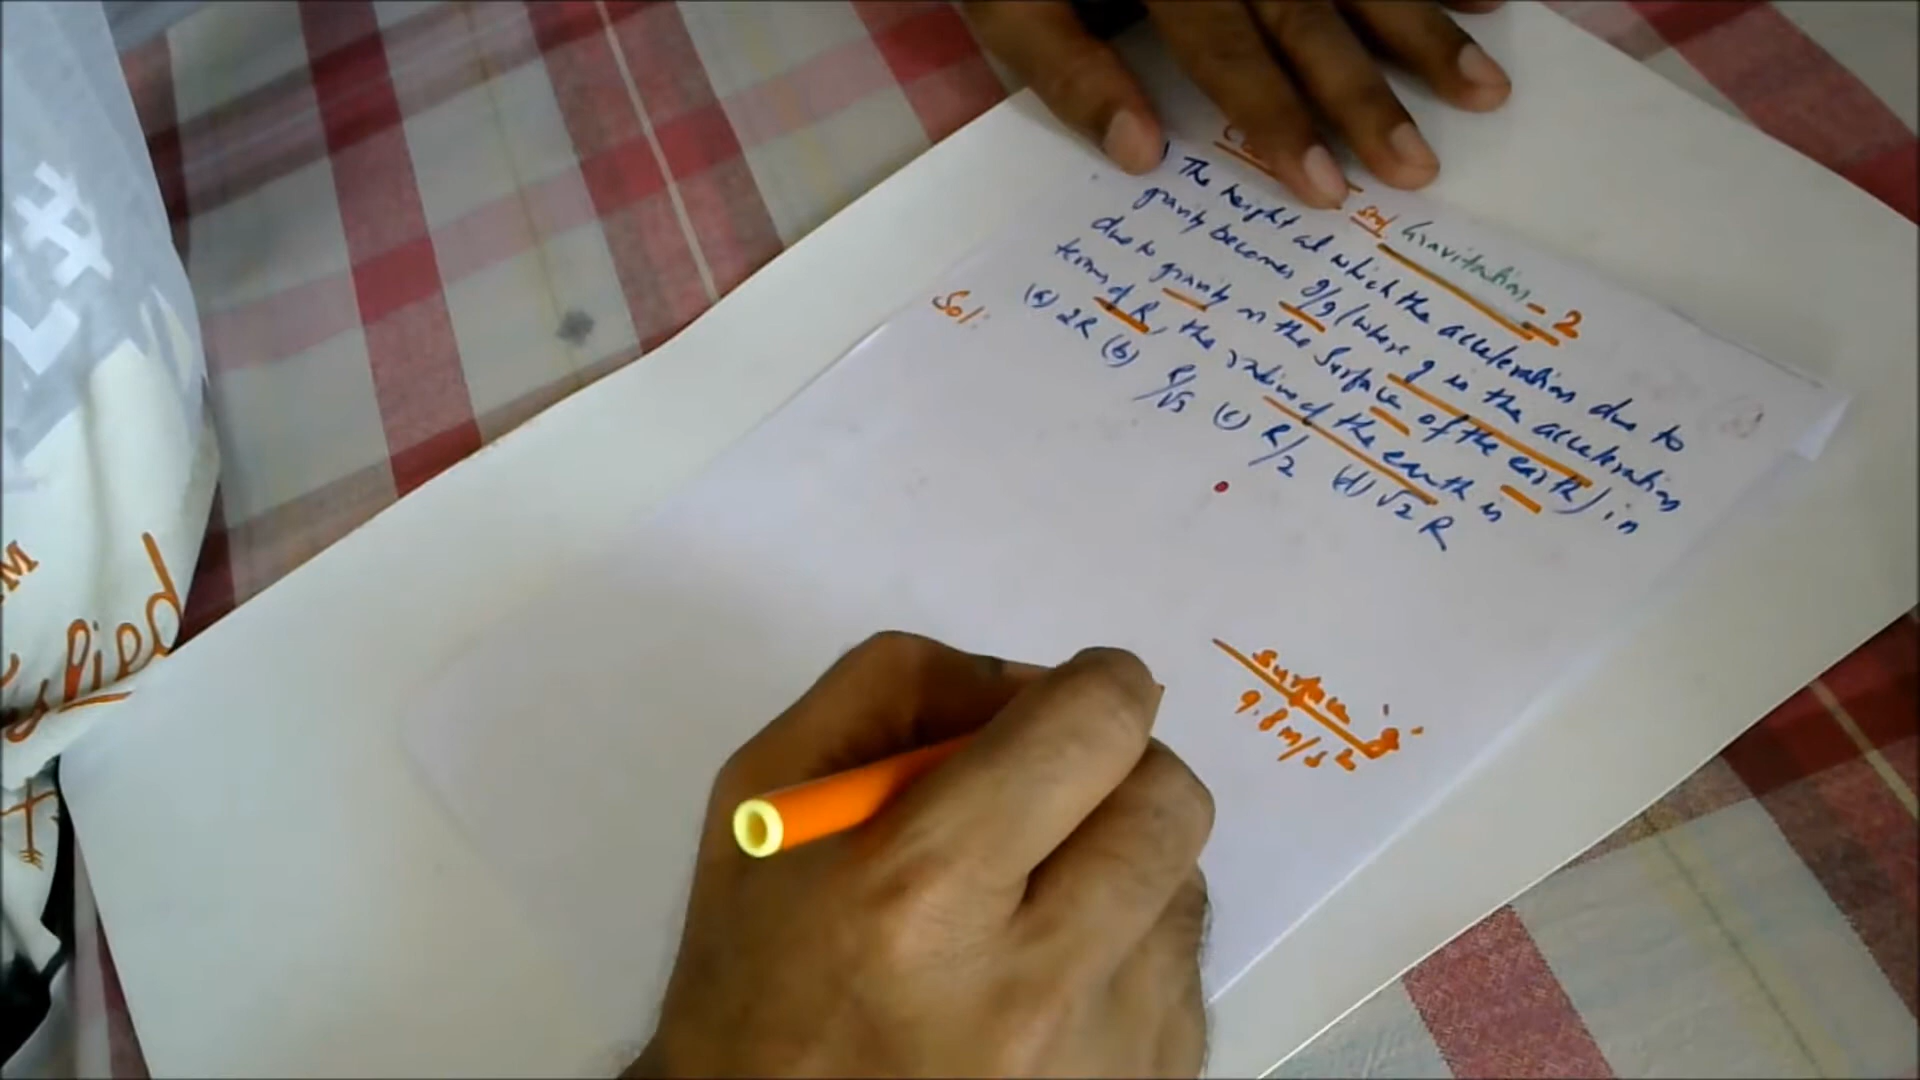 Gravitation - 2
) The height at which the acceleration due to
gravity becomes g/9 (where g is the acceleration
due to gravity on the surface of the earth) in
terms of R, the radius of the earth is
(a) 2R (b) R/√3 (c) R/2 (d) √2 R
Sol:
surface 'g'
9.8 m/s²
lied